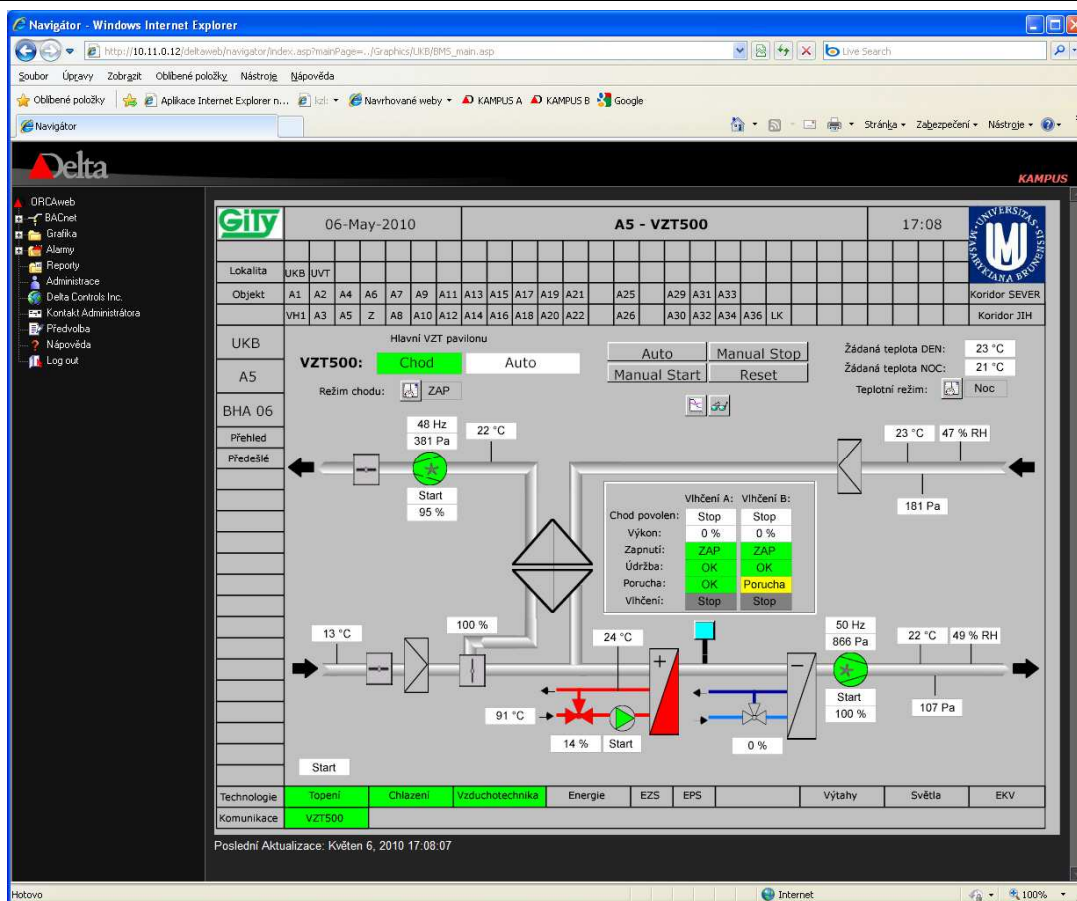 Navigátor - Windows Internet Explorer
http://10.11.0.12/deltaweb/navigator/index.asp?mainPage=../Graphics/UKB/BMS_main.asp
Live Search
Soubor Úpravy Zobrazit Oblíbené položky Nástroje Nápověda
Oblíbené položky Aplikace Internet Explorer n... kzl: Navrhované weby KAMPUS A KAMPUS B Google
Navigátor
Stránka Zabezpečení Nástroje
Delta
KAMPUS
ORCAweb
BACnet
Grafika
Alarmy
Reporty
Administrace
Delta Controls Inc.
Kontakt Administrátora
Předvolba
Nápověda
Log out
GiTy 06-May-2010 A5 - VZT500 17:08
UNIVERSITAS MASARYKIANA BRUNENSIS
Lokalita UKB UVT
Objekt A1 A2 A4 A6 A7 A9 A11 A13 A15 A17 A19 A21 A25 A29 A31 A33 Koridor SEVER
VH1 A3 A5 Z A8 A10 A12 A14 A16 A18 A20 A22 A26 A30 A32 A34 A36 LK Koridor JIH
UKB
A5
BHA 06
Přehled
Předešlé
Hlavní VZT pavilonu
VZT500: Chod Auto
Režim chodu: ZAP
Auto Manual Stop
Manual Start Reset
Žádaná teplota DEN: 23 °C
Žádaná teplota NOC: 21 °C
Teplotní režim: Noc
48 Hz
381 Pa
22 °C
Start
95 %
23 °C 47 % RH
181 Pa
Vlhčení A: Vlhčení B:
Chod povolen: Stop Stop
Výkon: 0 % 0 %
Zapnutí: ZAP ZAP
Údržba: OK OK
Porucha: OK Porucha
Vlhčení: Stop Stop
13 °C
100 %
24 °C
50 Hz
866 Pa
22 °C 49 % RH
Start
100 %
107 Pa
91 °C
14 % Start
0 %
+
−
Start
Technologie Topení Chlazení Vzduchotechnika Energie EZS EPS Výtahy Světla EKV
Komunikace VZT500
Poslední Aktualizace: Květen 6, 2010 17:08:07
Hotovo Internet 100%